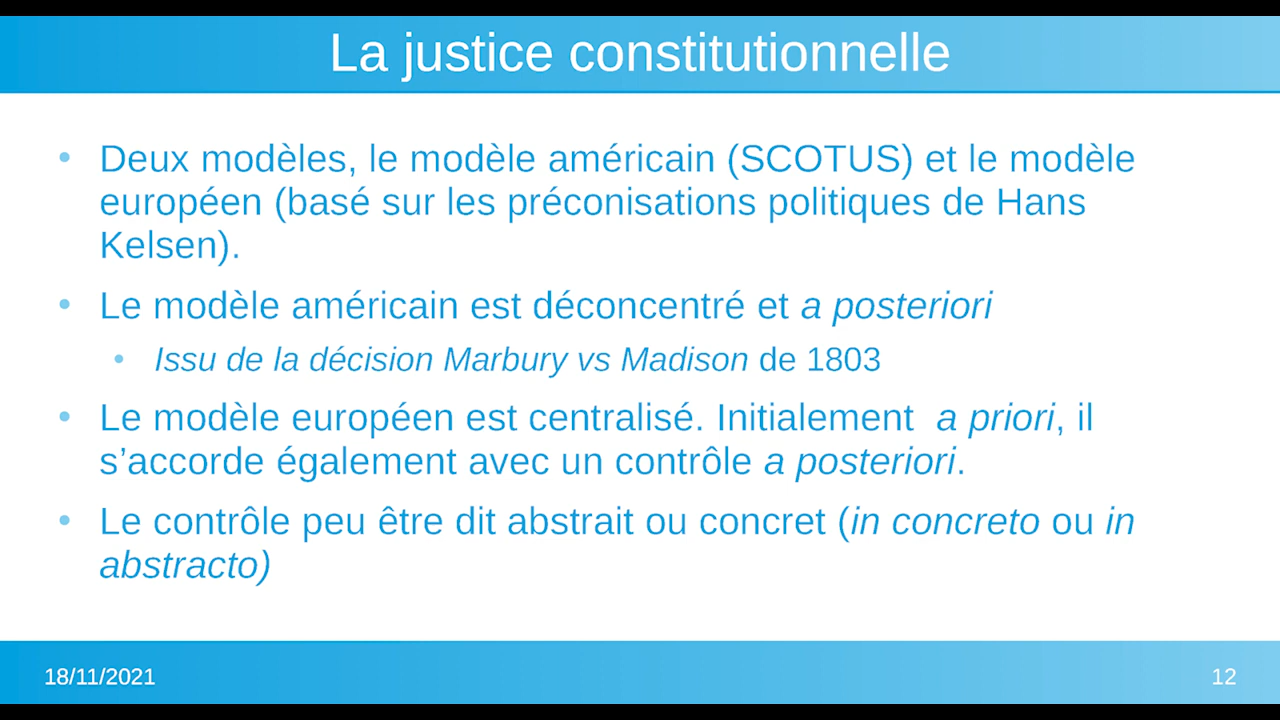 La justice constitutionnelle
• Deux modèles, le modèle américain (SCOTUS) et le modèle
européen (basé sur les préconisations politiques de Hans
Kelsen).
• Le modèle américain est déconcentré et a posteriori
• Issu de la décision Marbury vs Madison de 1803
• Le modèle européen est centralisé. Initialement  a priori, il
s’accorde également avec un contrôle a posteriori.
• Le contrôle peu être dit abstrait ou concret (in concreto ou in
abstracto)
18/11/2021
12